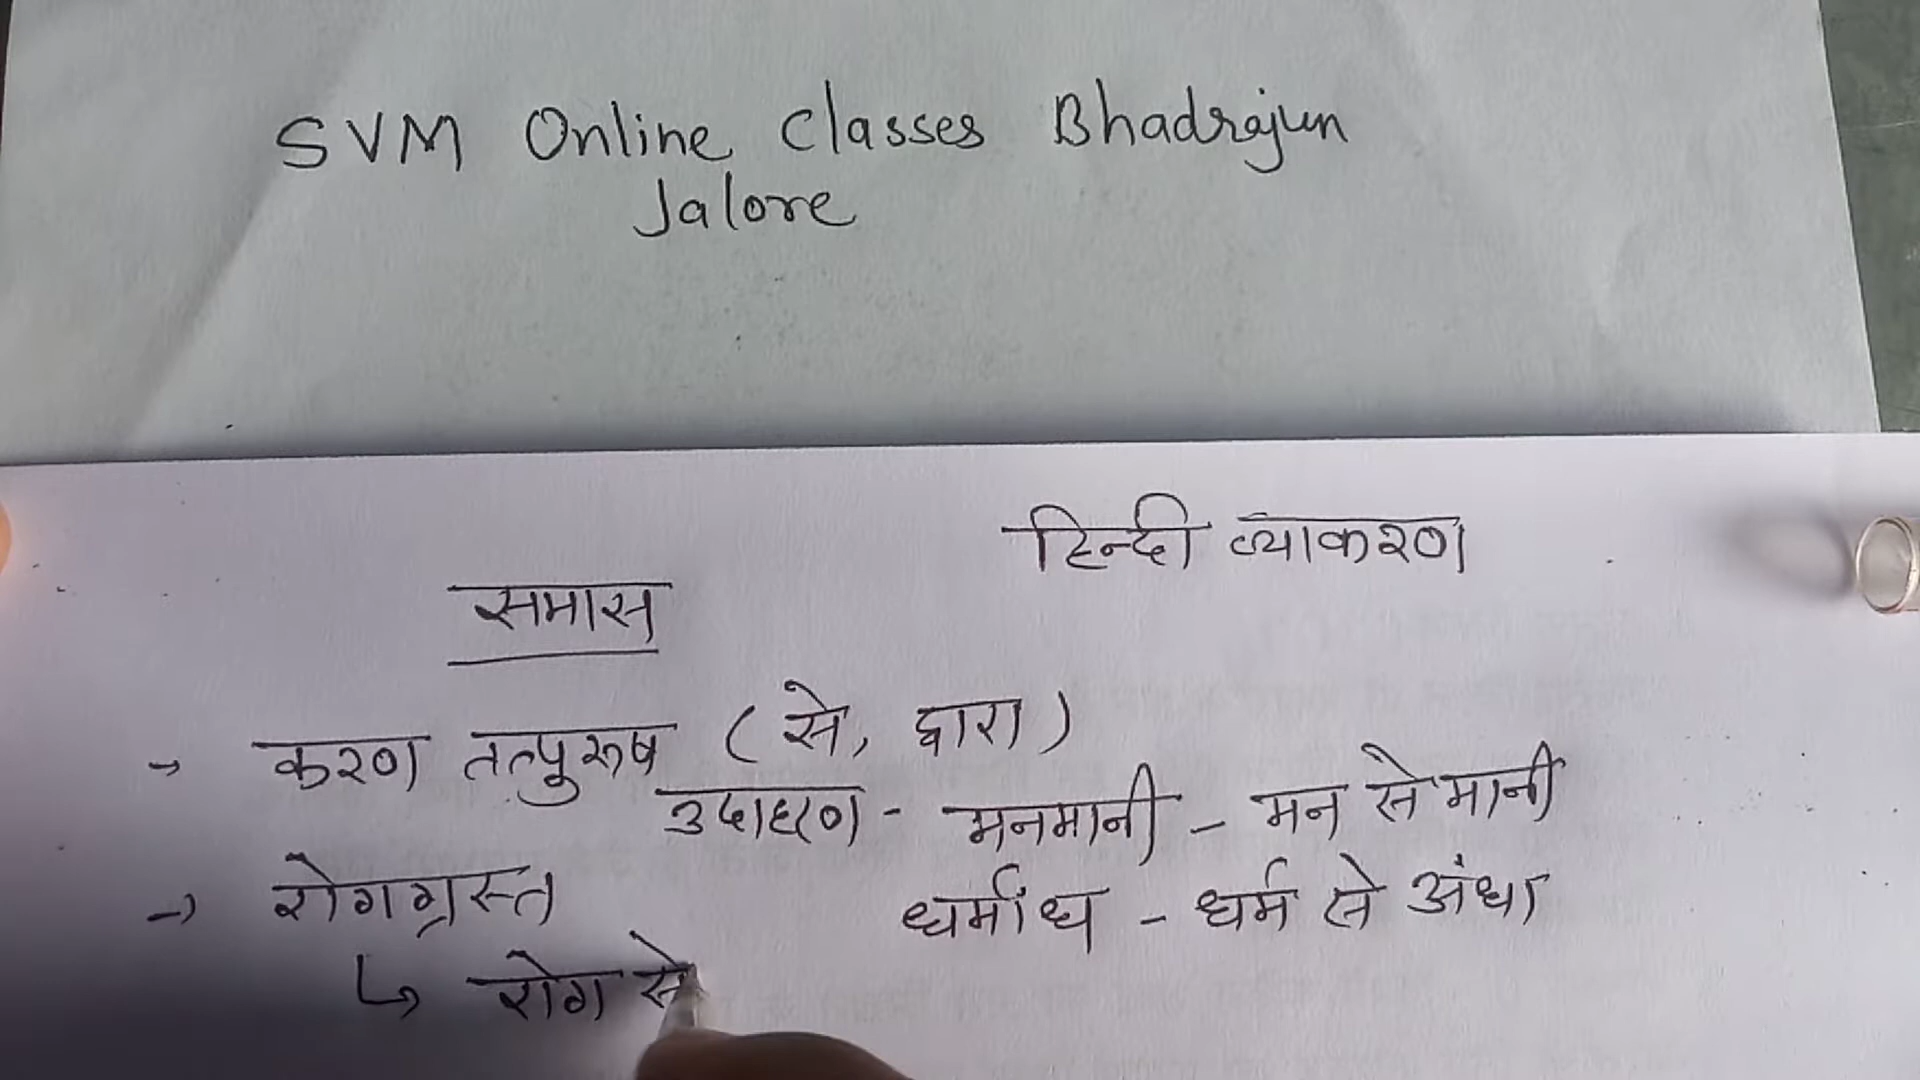 SVM Online Classes Bhadrajun
Jalore
हिन्दी व्याकरण
समास
→ करण तत्पुरुष ( से, द्वारा )
उदाहरण - मनमानी - मन से मानी
→ रोगग्रस्त
धर्मांध - धर्म से अंधा
↳ रोग से